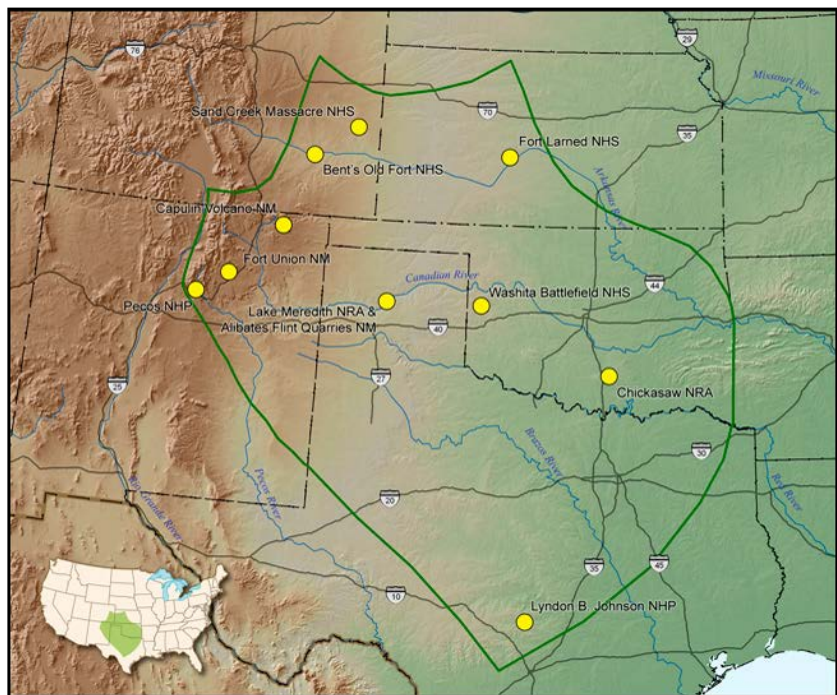 76
29
Missouri River
Sand Creek Massacre NHS
70
35
Fort Larned NHS
Bent's Old Fort NHS
Arkansas River
Capulin Volcano NM
Fort Union NM
Canadian River
44
Pecos NHP
Lake Meredith NRA &
Alibates Flint Quarries NM
Washita Battlefield NHS
40
27
25
Chickasaw NRA
Brazos River
30
Pecos River
Red River
20
Rio Grande River
35
45
10
Lyndon B. Johnson NHP